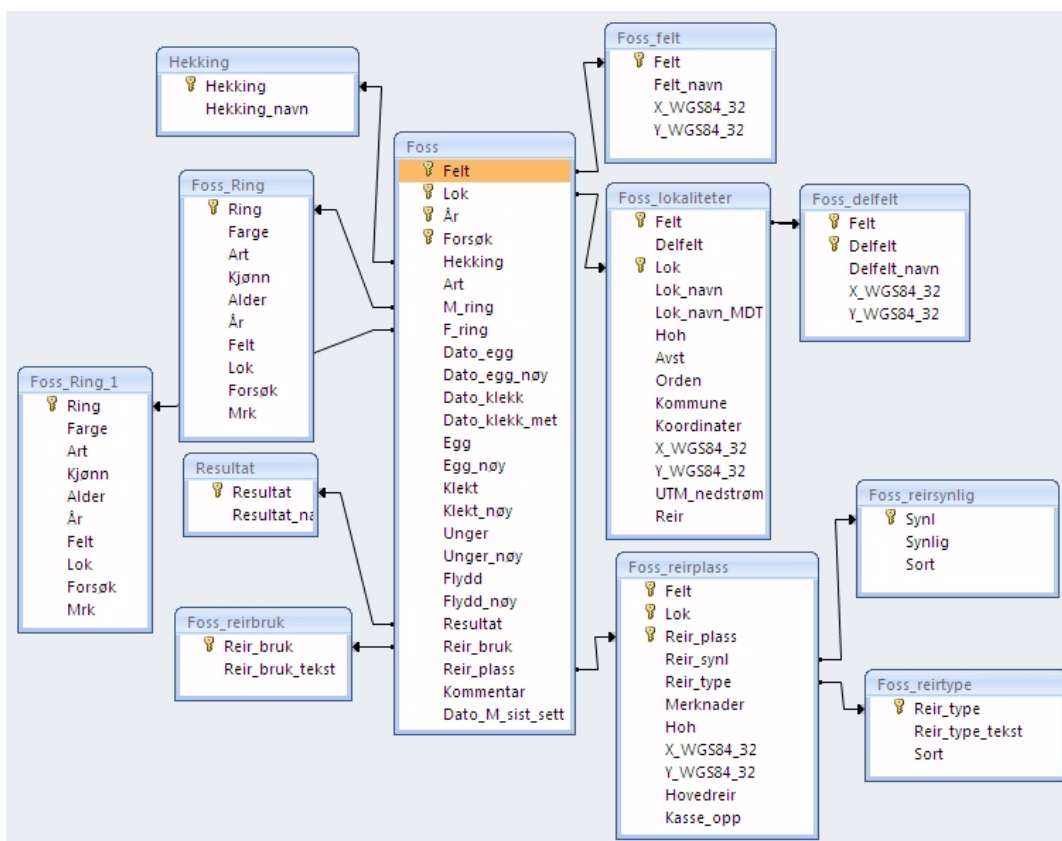 Hekking
Hekking
Hekking_navn
Foss_Ring
Ring
Farge
Art
Kjønn
Alder
År
Felt
Lok
Forsøk
Mrk
Foss_Ring_1
Ring
Farge
Art
Kjønn
Alder
År
Felt
Lok
Forsøk
Mrk
Resultat
Resultat
Resultat_na
Foss_reirbruk
Reir_bruk
Reir_bruk_tekst
Foss
Felt
Lok
År
Forsøk
Hekking
Art
M_ring
F_ring
Dato_egg
Dato_egg_nøy
Dato_klekk
Dato_klekk_met
Egg
Egg_nøy
Klekt
Klekt_nøy
Unger
Unger_nøy
Flydd
Flydd_nøy
Resultat
Reir_bruk
Reir_plass
Kommentar
Dato_M_sist_sett
Foss_felt
Felt
Felt_navn
X_WGS84_32
Y_WGS84_32
Foss_lokaliteter
Felt
Delfelt
Lok
Lok_navn
Lok_navn_MDT
Hoh
Avst
Orden
Kommune
Koordinater
X_WGS84_32
Y_WGS84_32
UTM_nedstrøm
Reir
Foss_delfelt
Felt
Delfelt
Delfelt_navn
X_WGS84_32
Y_WGS84_32
Foss_reirplass
Felt
Lok
Reir_plass
Reir_synl
Reir_type
Merknader
Hoh
X_WGS84_32
Y_WGS84_32
Hovedreir
Kasse_opp
Foss_reirsynlig
Synl
Synlig
Sort
Foss_reirtype
Reir_type
Reir_type_tekst
Sort